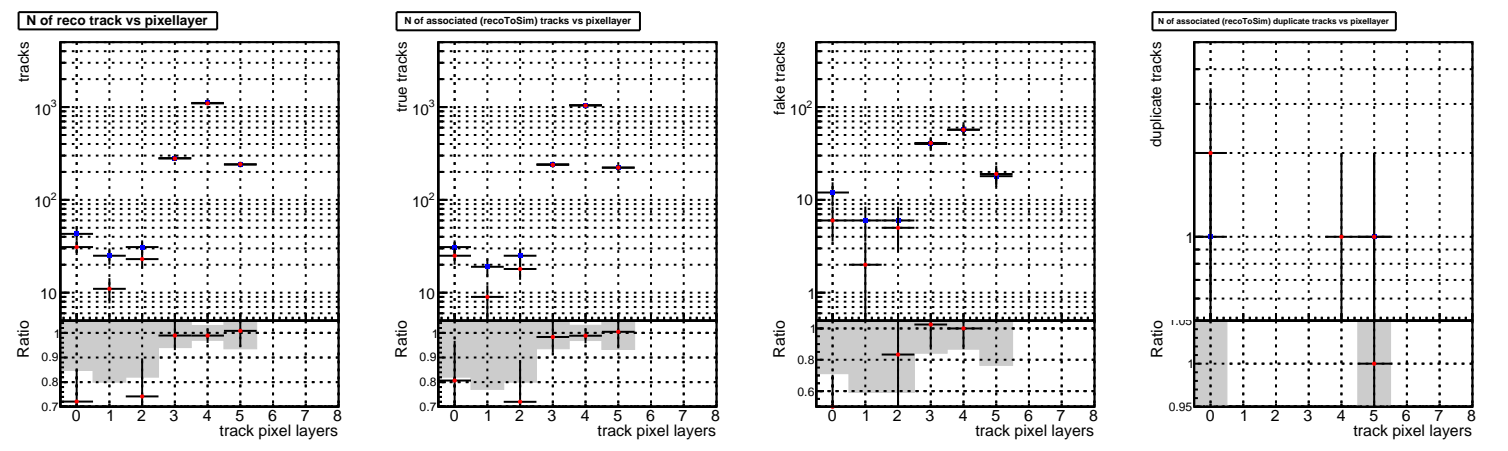 N of reco track vs pixellayer
tracks
10³
10²
10
Ratio
1
0.9
0.8
0.7
0 1 2 3 4 5 6 7 8
track pixel layers
N of associated (recoToSim) tracks vs pixellayer
true tracks
10³
10²
10
Ratio
1
0.9
0.8
0.7
0 1 2 3 4 5 6 7 8
track pixel layers
fake tracks
10²
10
1
Ratio
1
0.8
0.6
0 1 2 3 4 5 6 7 8
track pixel layers
N of associated (recoToSim) duplicate tracks vs pixellayer
duplicate tracks
1
Ratio
1.05
1
0.95
0 1 2 3 4 5 6 7 8
track pixel layers